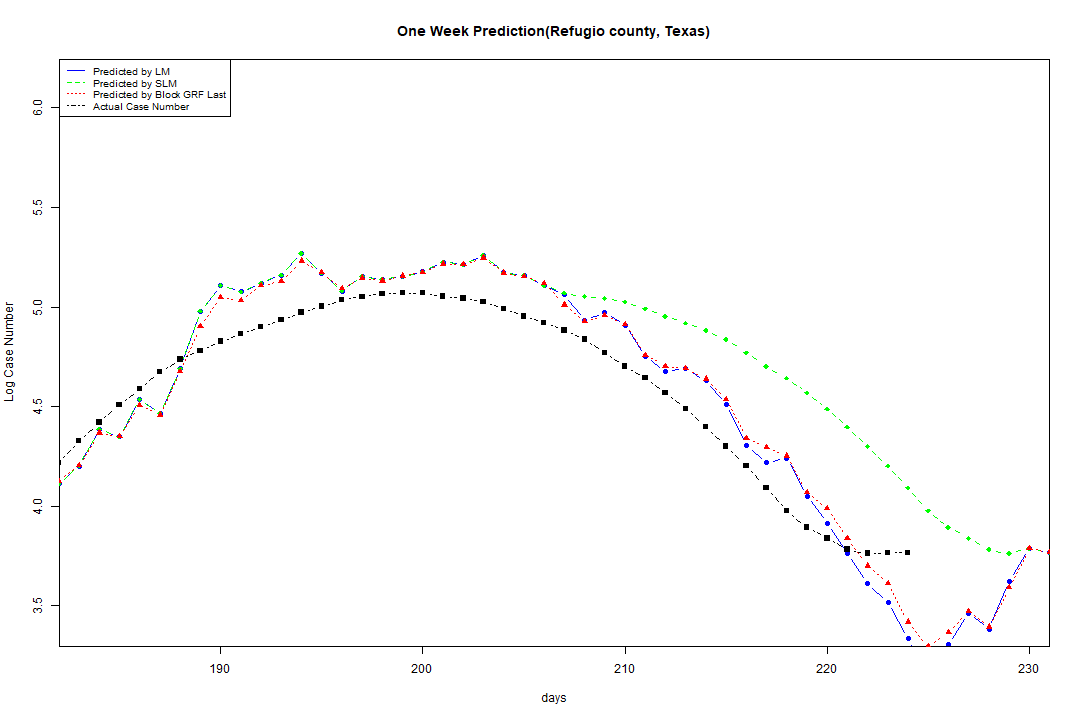 One Week Prediction(Refugio county, Texas)
Predicted by LM
Predicted by SLM
Predicted by Block GRF Last
Actual Case Number
Log Case Number
6.0
5.5
5.0
4.5
4.0
3.5
190 200 210 220 230
days